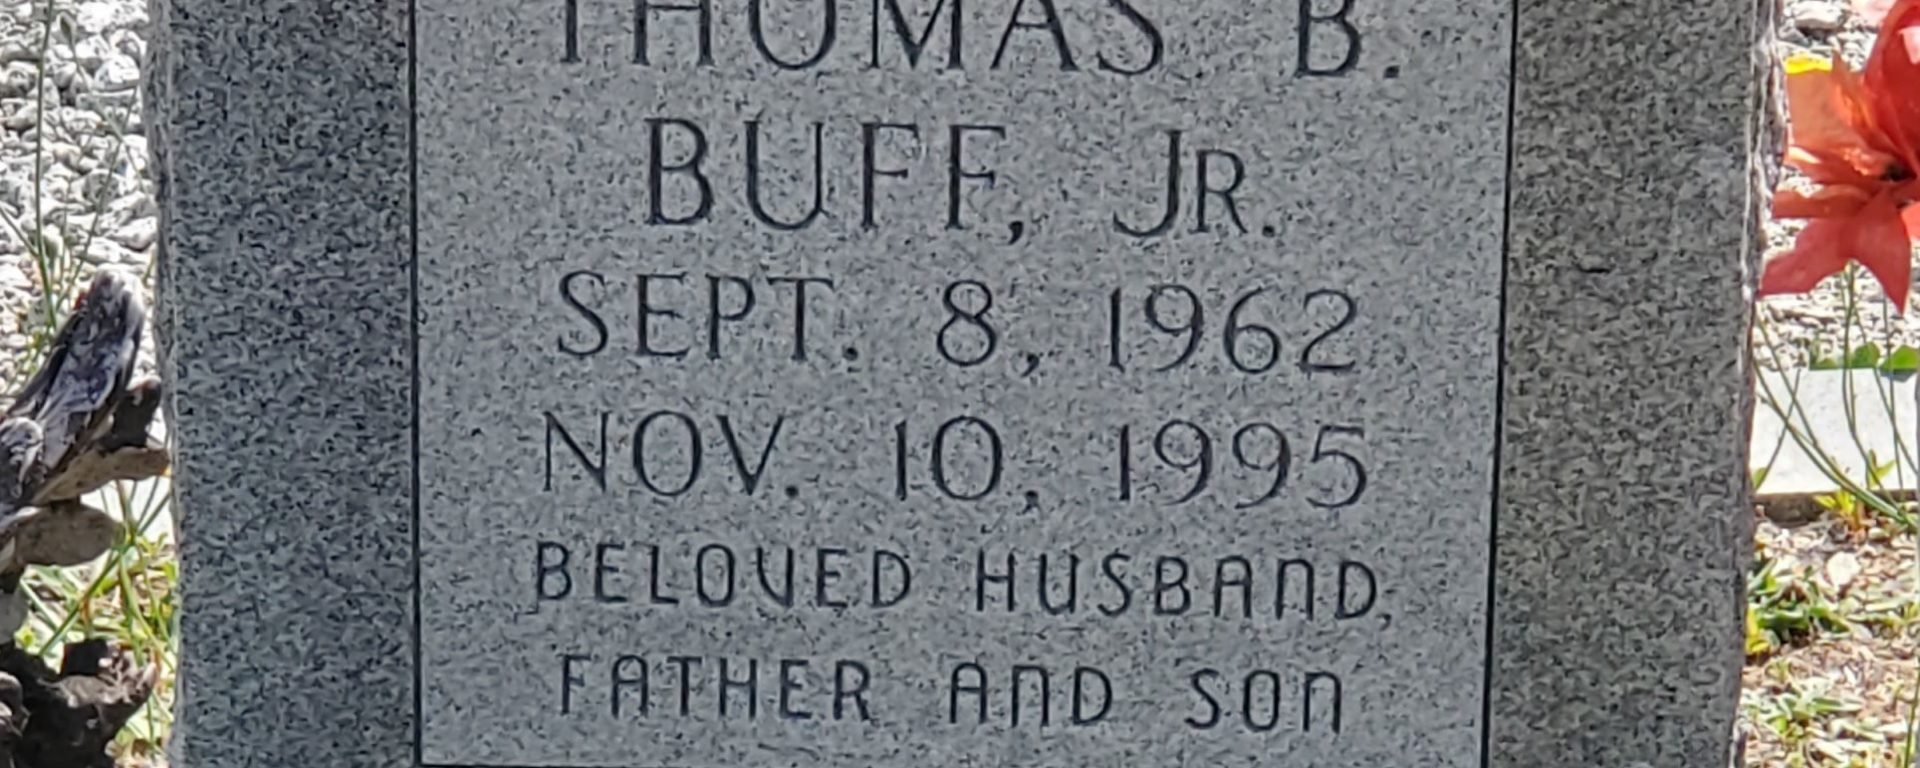 THOMAS B.
BUFF, JR.
SEPT. 8, 1962
NOV. 10, 1995
BELOVED HUSBAND,
FATHER AND SON